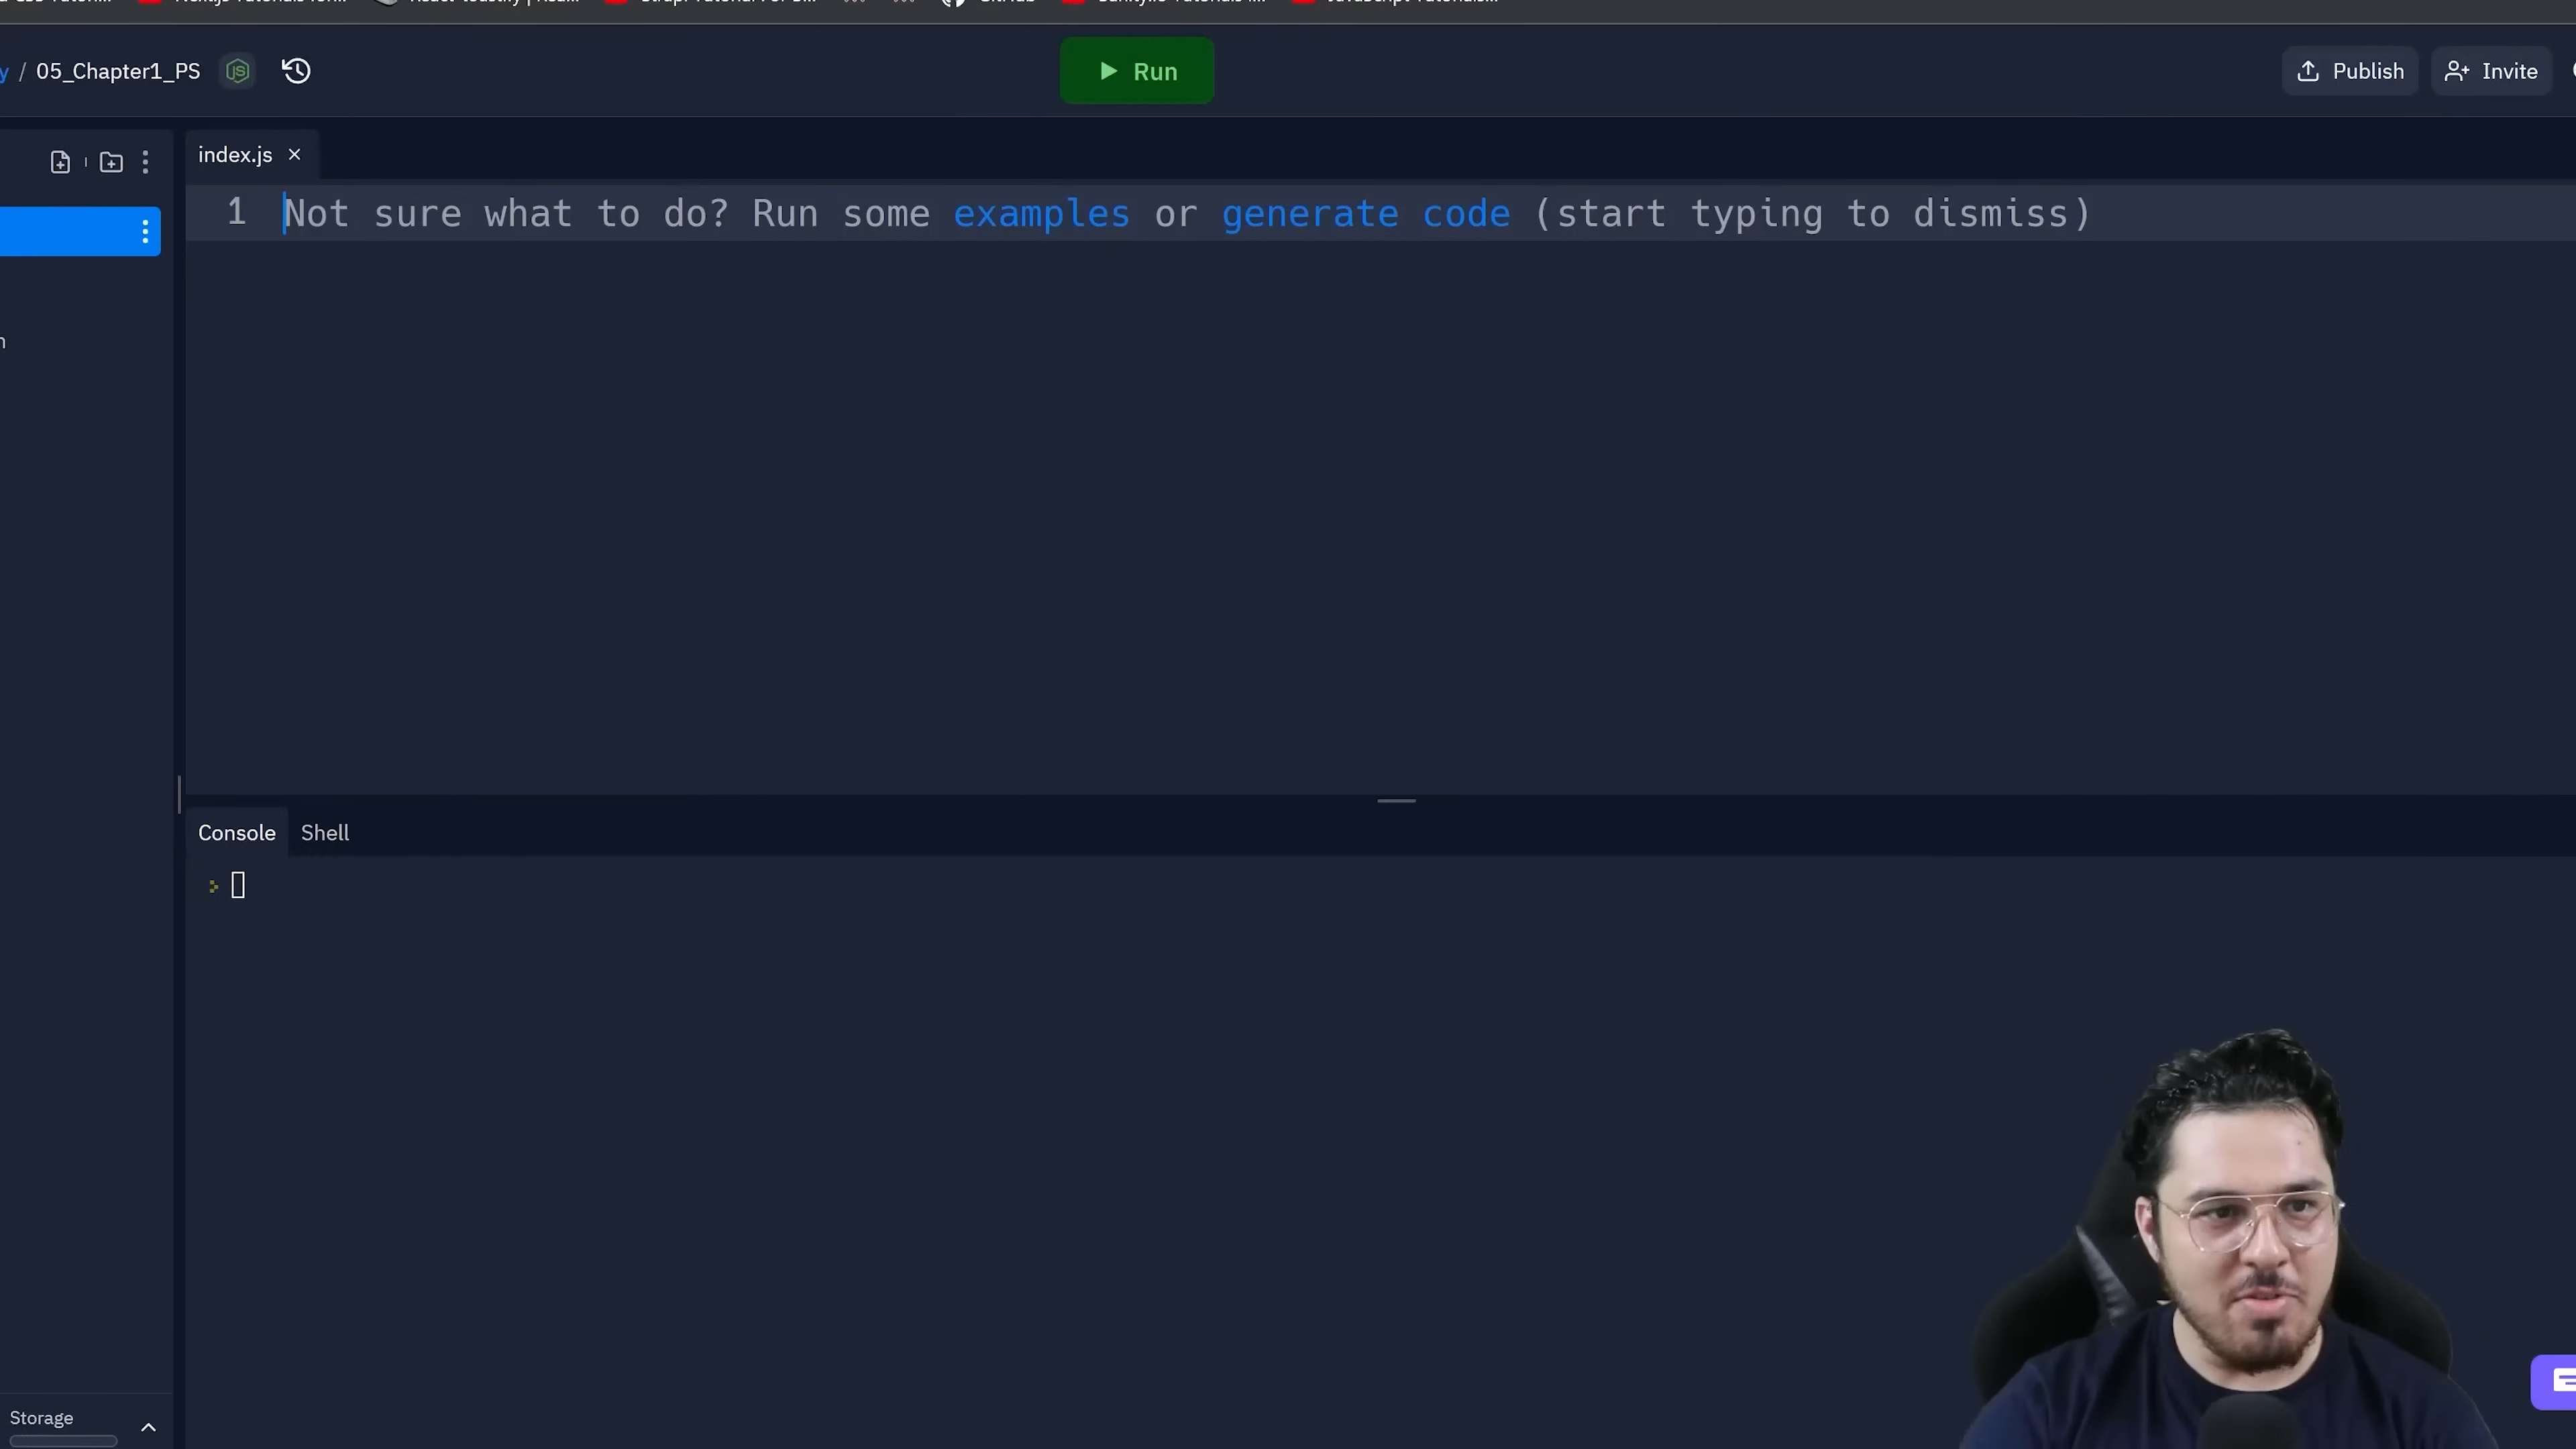 / 05_Chapter1_PS
Run
Publish
Invite
index.js
1 Not sure what to do? Run some examples or generate code (start typing to dismiss)
Console
Shell
Storage